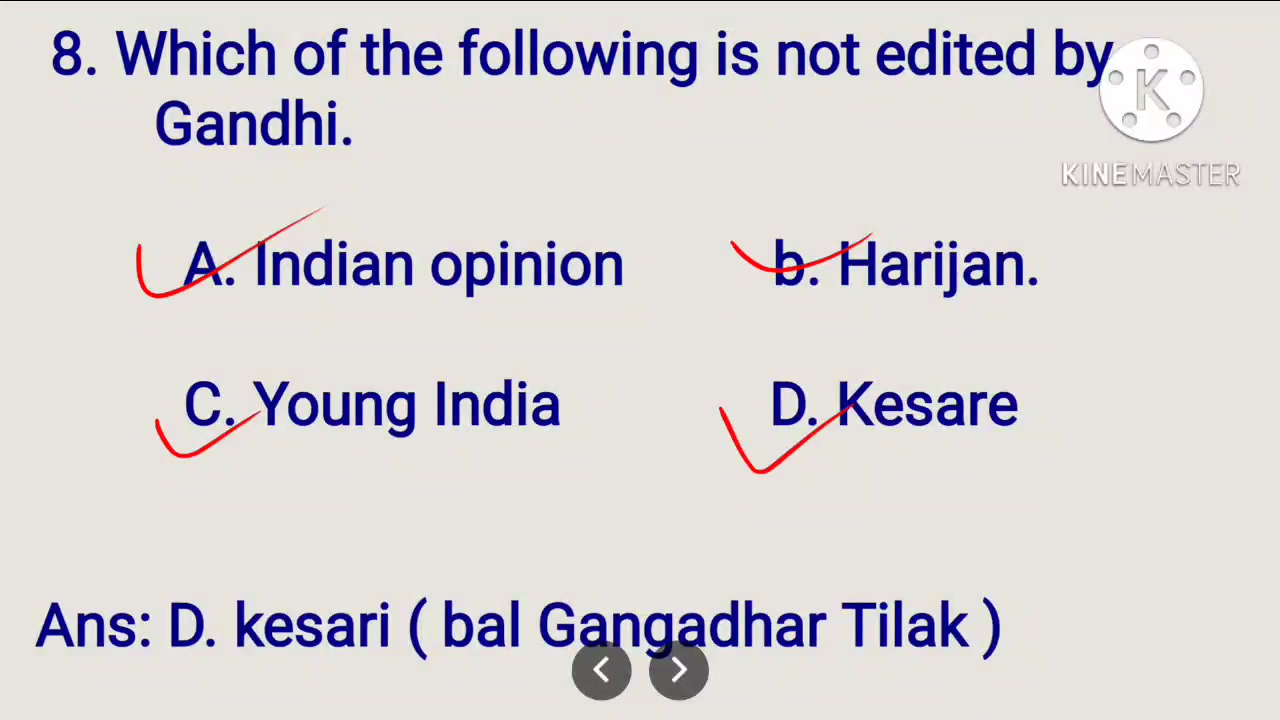 8. Which of the following is not edited by
Gandhi.
K
KINEMASTER
A. Indian opinion
b. Harijan.
C. Young India
D. Kesare
Ans: D. kesari ( bal Gangadhar Tilak )